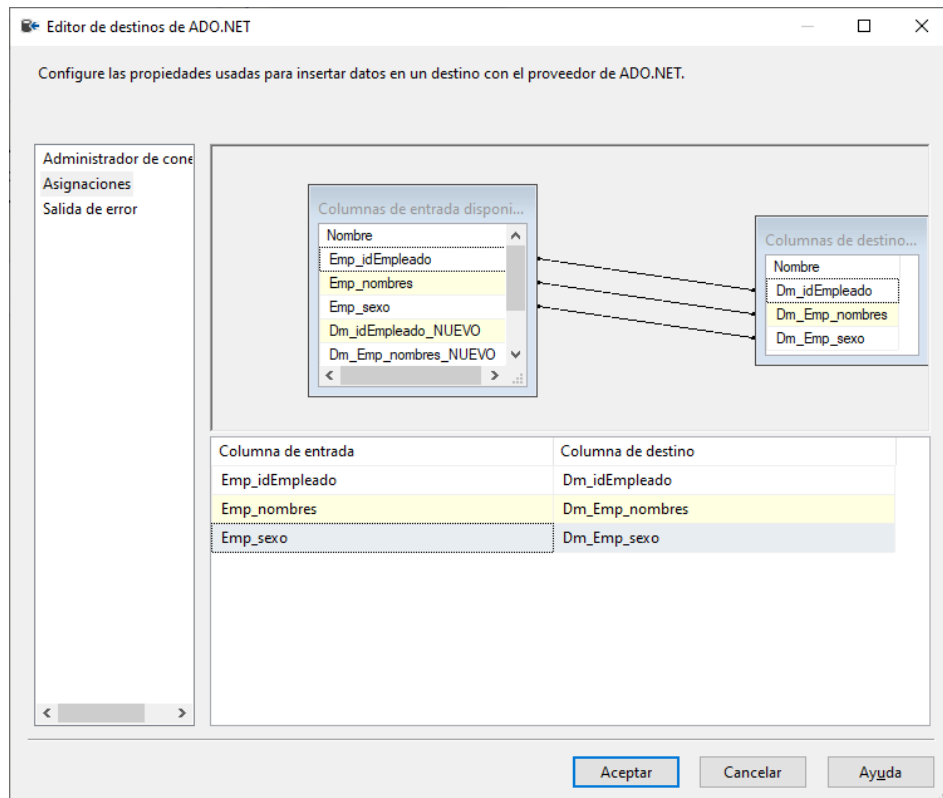 Editor de destinos de ADO.NET
Configure las propiedades usadas para insertar datos en un destino con el proveedor de ADO.NET.
Administrador de cone
Asignaciones
Salida de error
Columnas de entrada disponi...
Nombre
Emp_idEmpleado
Emp_nombres
Emp_sexo
Dm_idEmpleado_NUEVO
Dm_Emp_nombres_NUEVO
Columnas de destino...
Nombre
Dm_idEmpleado
Dm_Emp_nombres
Dm_Emp_sexo
Columna de entrada Columna de destino
Emp_idEmpleado Dm_idEmpleado
Emp_nombres Dm_Emp_nombres
Emp_sexo Dm_Emp_sexo
Aceptar Cancelar Ayuda